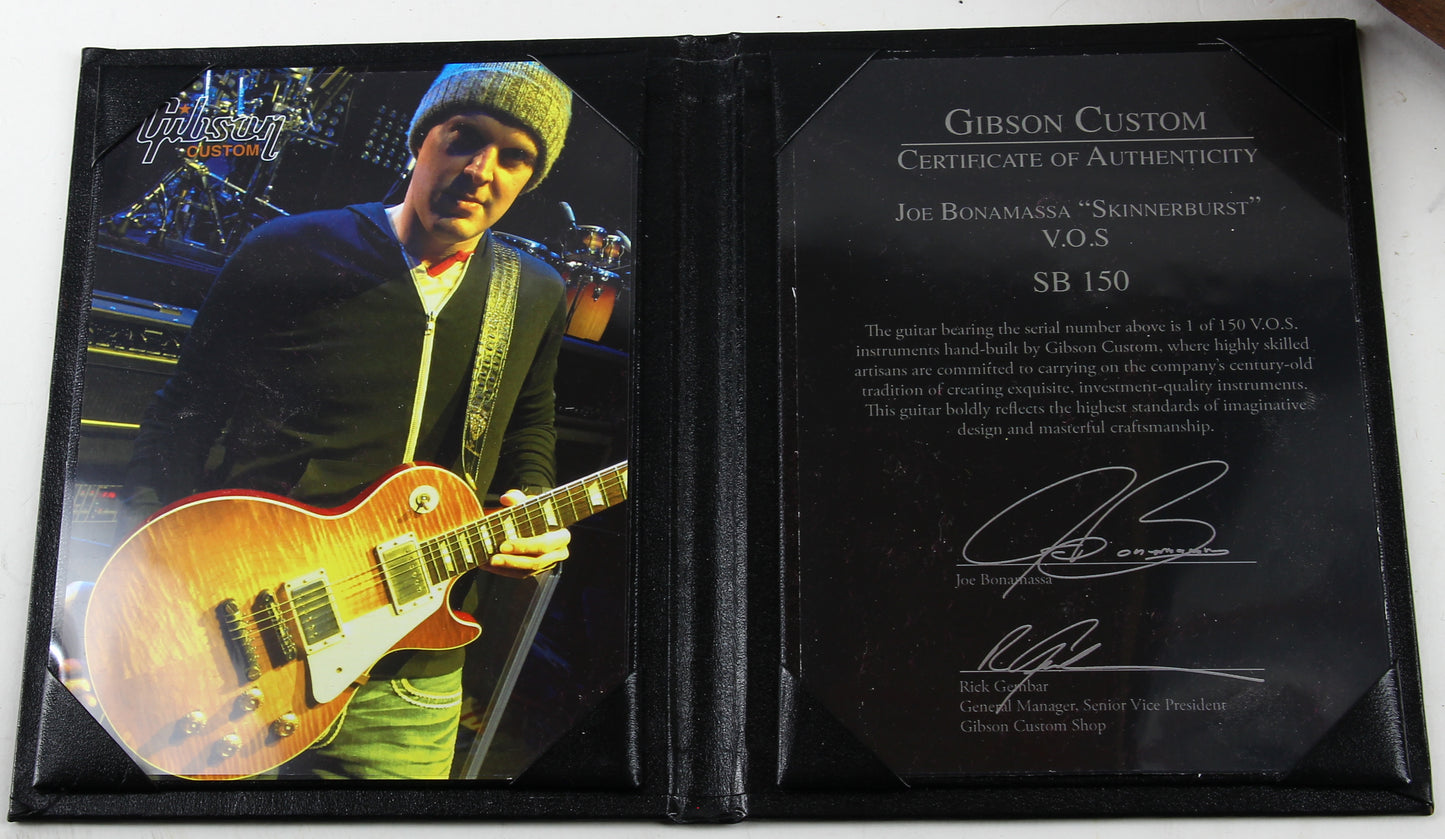 Gibson
CUSTOM
GIBSON CUSTOM
CERTIFICATE OF AUTHENTICITY
JOE BONAMASSA “SKINNERBURST”
V.O.S
SB 150
The guitar bearing the serial number above is 1 of 150 V.O.S.
instruments hand-built by Gibson Custom, where highly skilled
artisans are committed to carrying on the company's century-old
tradition of creating exquisite, investment-quality instruments.
This guitar boldly reflects the highest standards of imaginative
design and masterful craftsmanship.
Joe Bonamassa
Rick Gembar
General Manager, Senior Vice President
Gibson Custom Shop